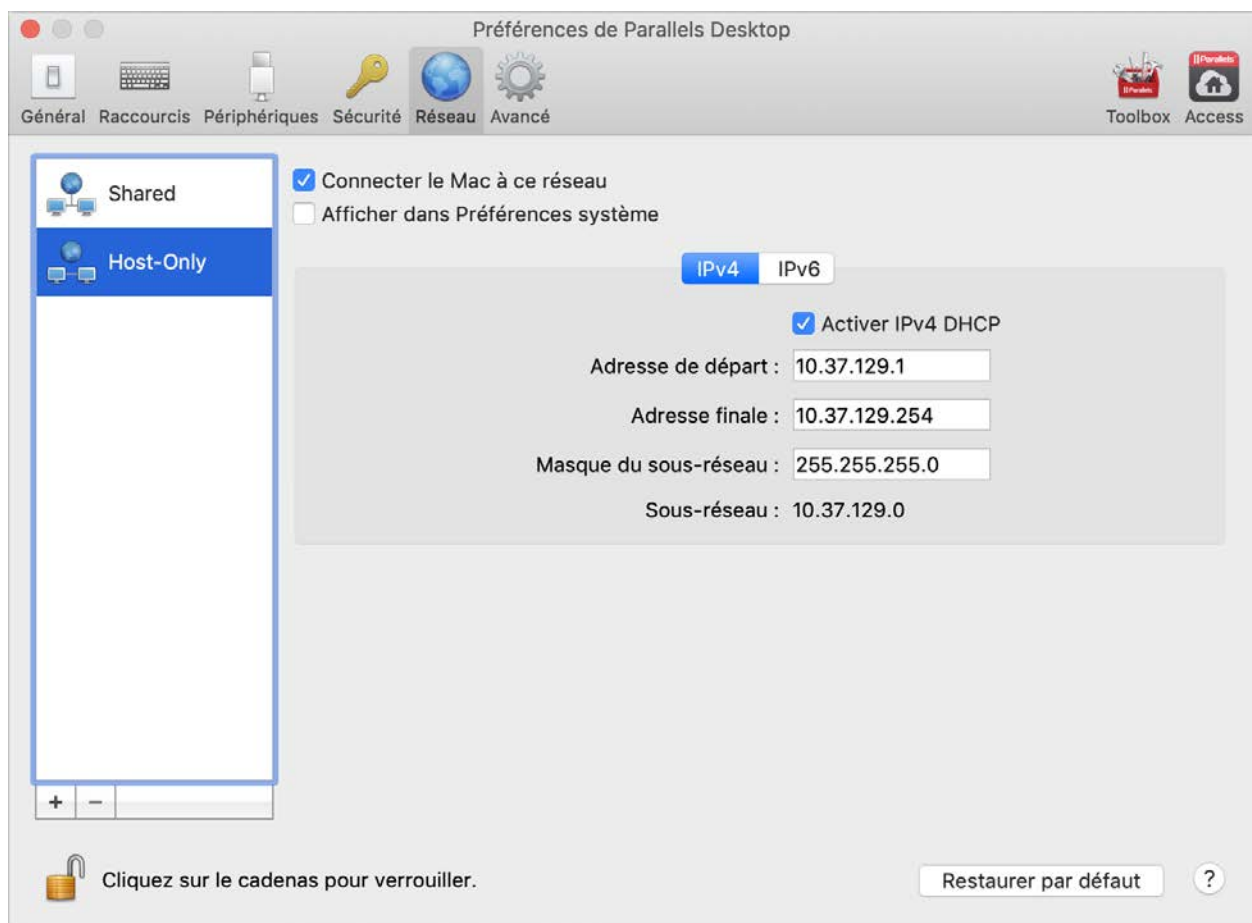 Préférences de Parallels Desktop
Général Raccourcis Périphériques Sécurité Réseau Avancé Toolbox Access
||Parallels
||Parallels
Shared
Host-Only
Connecter le Mac à ce réseau
Afficher dans Préférences système
IPv4 IPv6
Activer IPv4 DHCP
Adresse de départ : 10.37.129.1
Adresse finale : 10.37.129.254
Masque du sous-réseau : 255.255.255.0
Sous-réseau : 10.37.129.0
+ −
Cliquez sur le cadenas pour verrouiller.
Restaurer par défaut ?